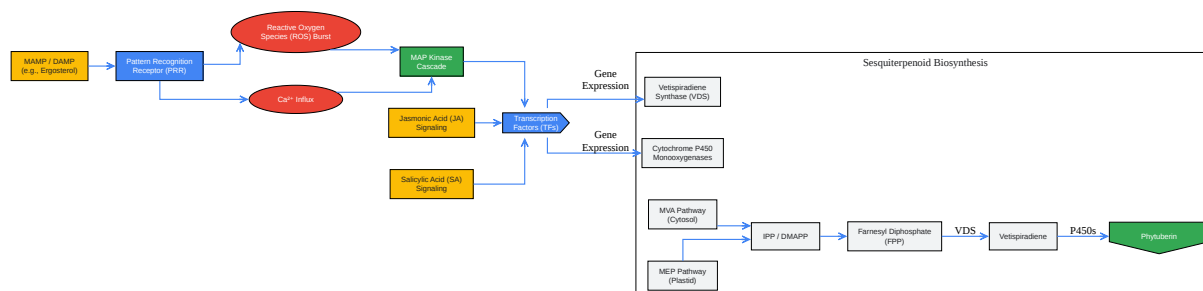 Reactive Oxygen
Species (ROS) Burst
MAMP / DAMP
(e.g., Ergosterol)
Pattern Recognition
Receptor (PRR)
MAP Kinase
Cascade
Ca²⁺ Influx
Jasmonic Acid (JA)
Signaling
Salicylic Acid (SA)
Signaling
Transcription
Factors (TFs)
Gene
Expression
Gene
Expression
Sesquiterpenoid Biosynthesis
Vetispiradiene
Synthase (VDS)
Cytochrome P450
Monooxygenases
MVA Pathway
(Cytosol)
MEP Pathway
(Plastid)
IPP / DMAPP
Farnesyl Diphosphate
(FPP)
VDS
Vetispiradiene
P450s
Phytuberin